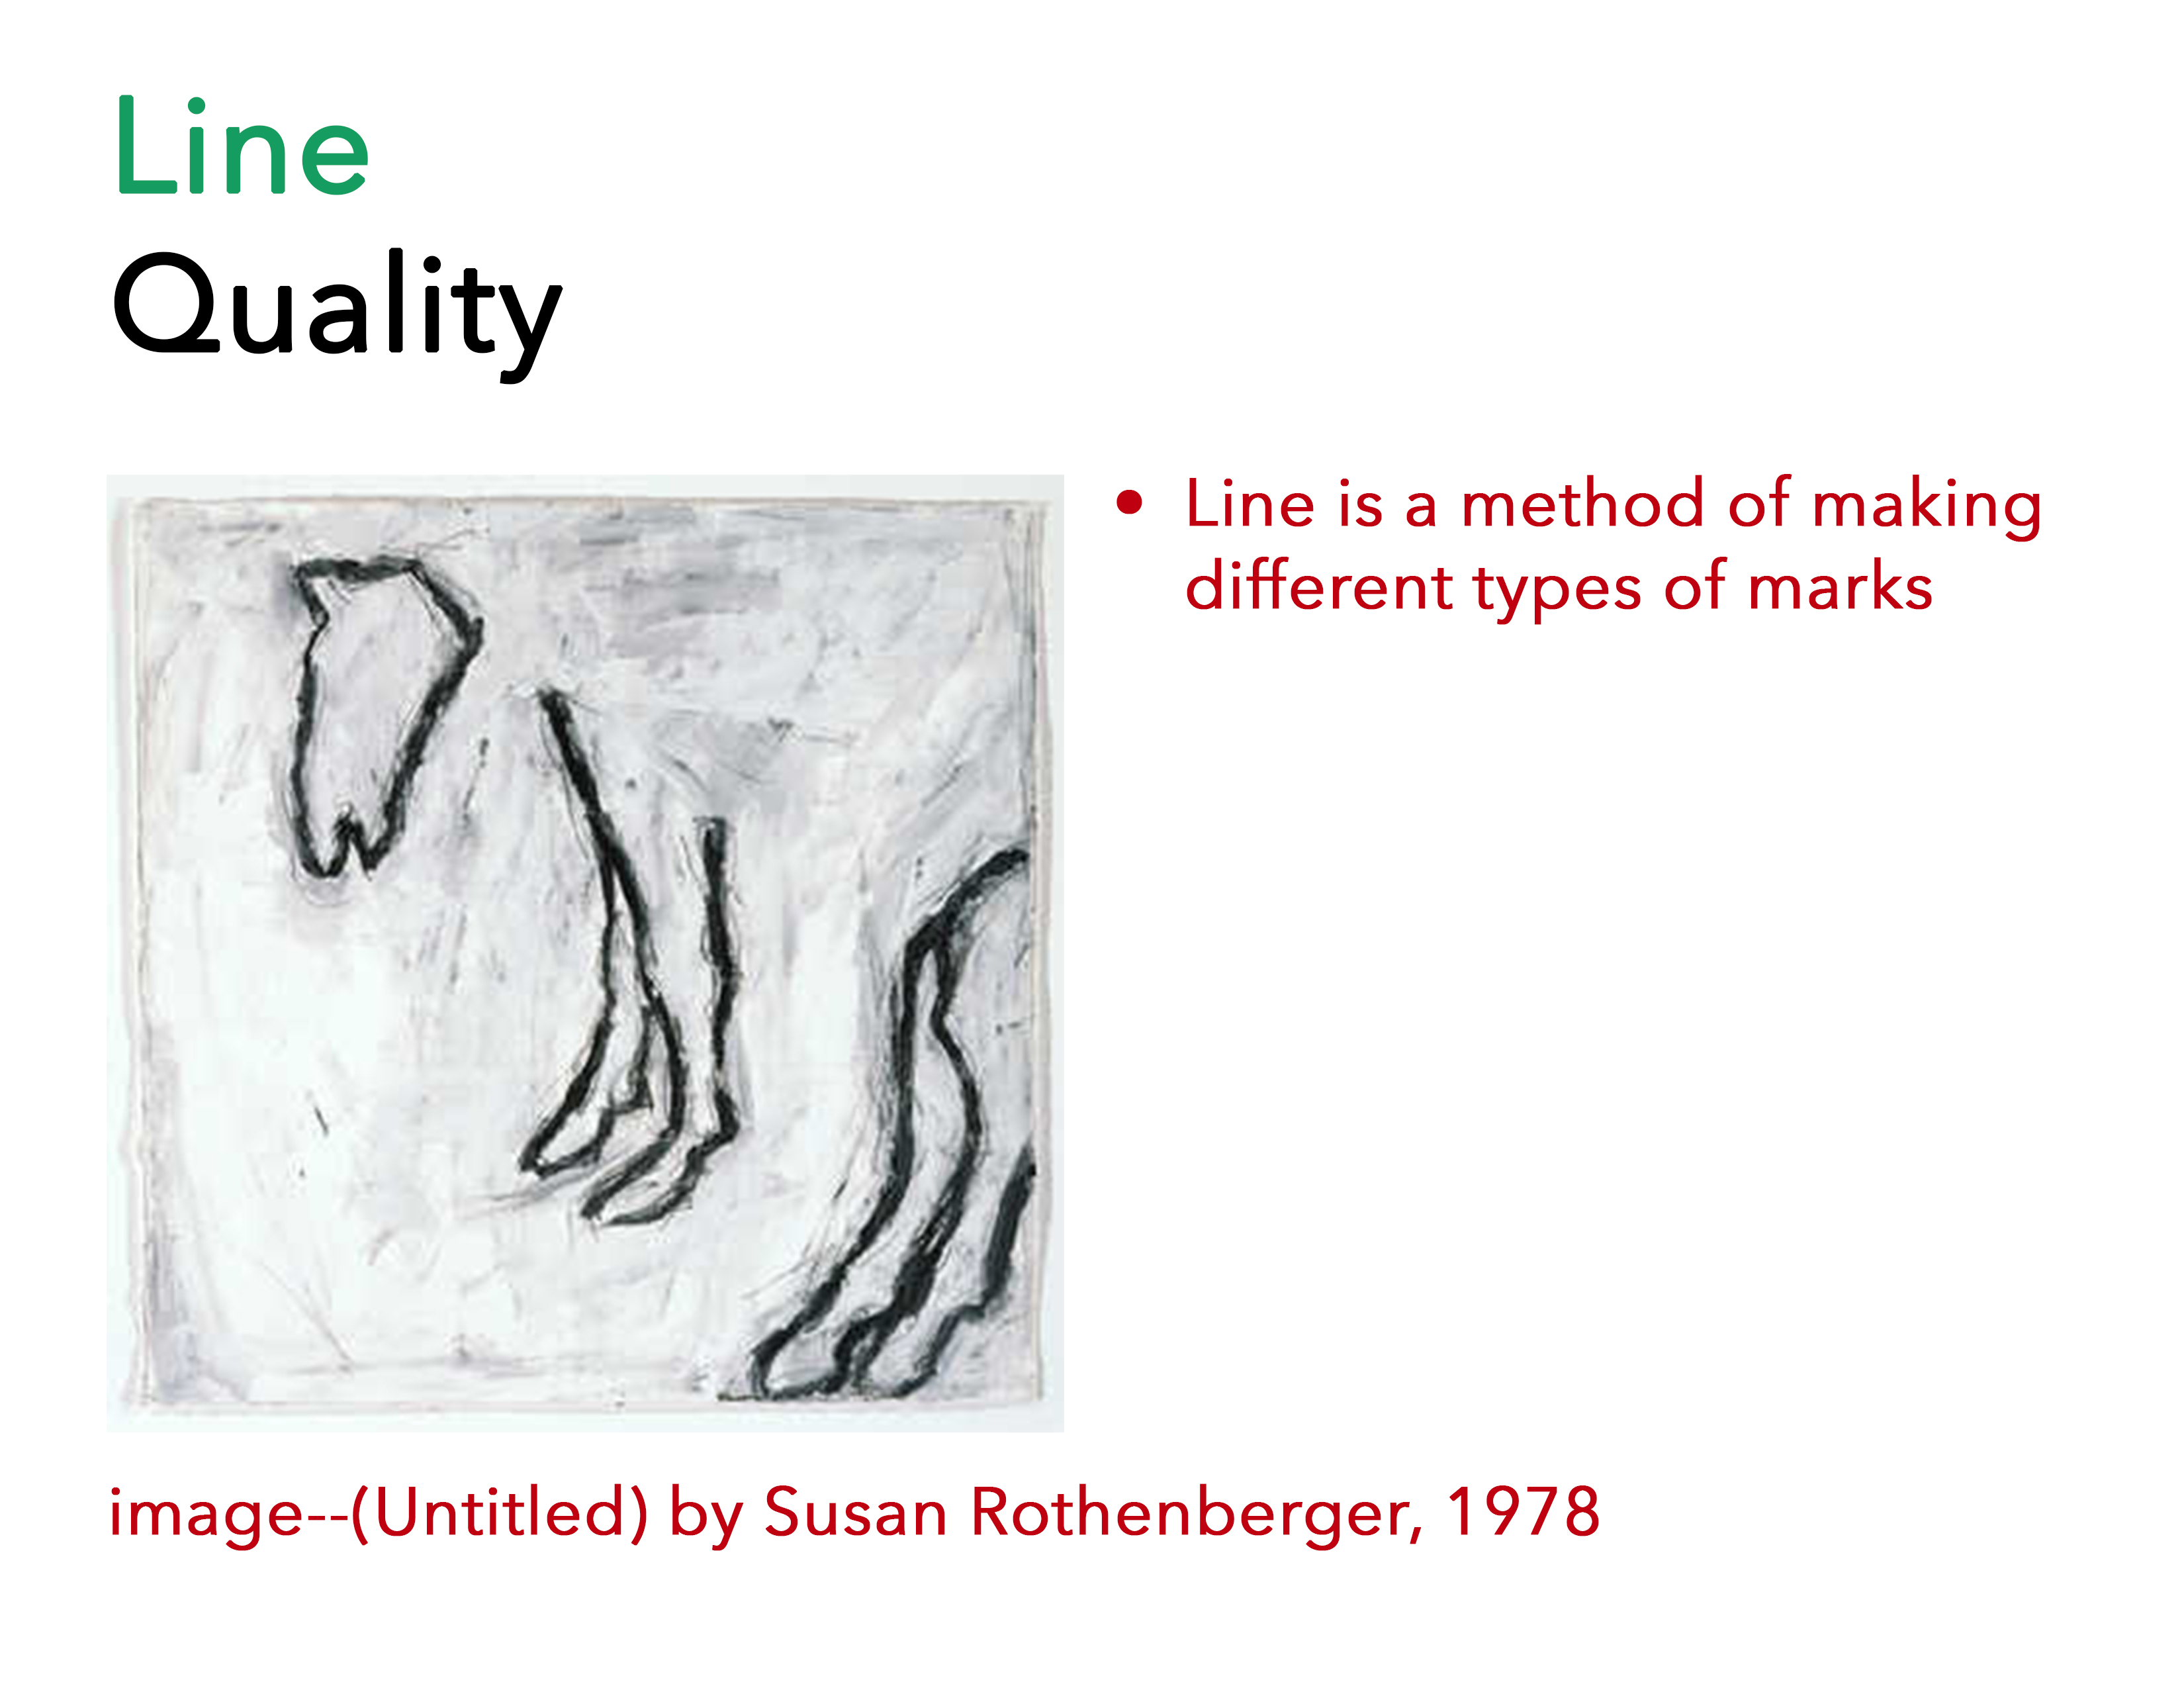 Line
Quality
• Line is a method of making
different types of marks
image--(Untitled) by Susan Rothenberger, 1978